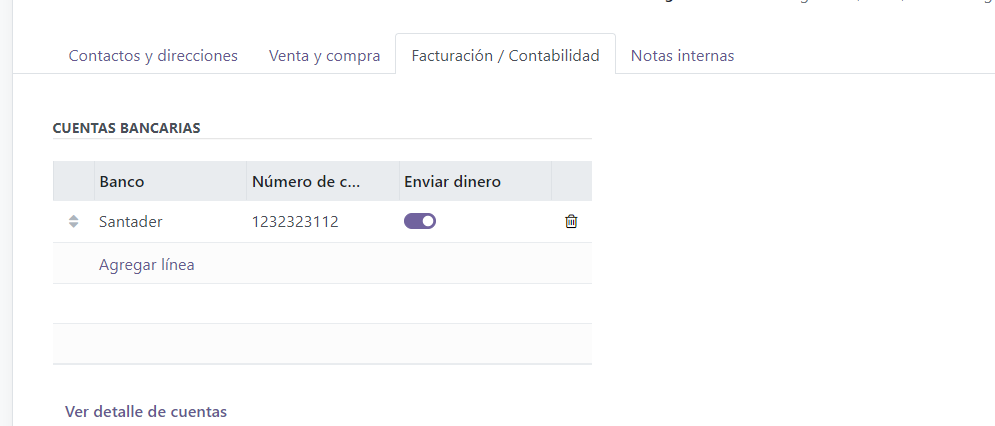 Contactos y direcciones Venta y compra Facturación / Contabilidad Notas internas
CUENTAS BANCARIAS
Banco Número de c... Enviar dinero
Santader 1232323112
Agregar línea
Ver detalle de cuentas